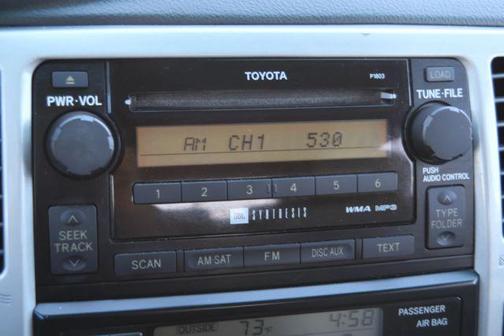 TOYOTA
P1803
LOAD
PWR·VOL
TUNE·FILE
AM CH1 530
PUSH
AUDIO CONTROL
1 2 3 4 5 6
JBL SYNTHESIS
WMA MP3
SEEK
TRACK
TYPE
FOLDER
SCAN AM·SAT FM DISC·AUX TEXT
PASSENGER
AIR BAG
OUTSIDE 73°F 4:58